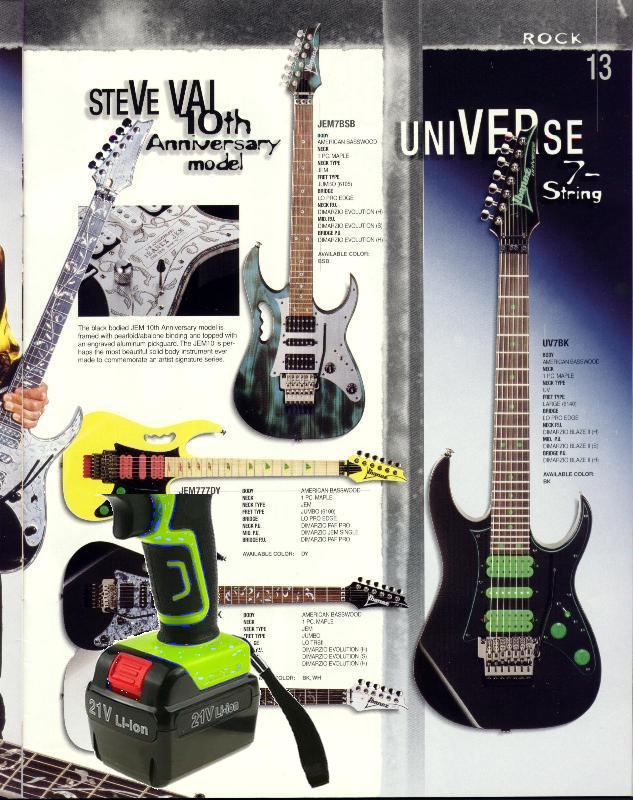 ROCK
13
STEVE VAI
10th
Anniversary
model
JEM7BSB
BODY
AMERICAN BASSWOOD
NECK
1 PC. MAPLE
NECK TYPE
JEM
FRET TYPE
JUMBO (6105)
BRIDGE
LO PRO EDGE
NECK P.U.
DIMARZIO EVOLUTION (H)
MID. P.U.
DIMARZIO EVOLUTION (S)
BRIDGE P.U.
DIMARZIO EVOLUTION (H)
AVAILABLE COLOR:
BSB
The black bodied JEM 10th Anniversary model is
framed with pearloid/abalone binding and topped with
an engraved aluminum pickguard. The JEM10 is per-
haps the most beautiful solid body instrument ever
made to commemorate an artist signature series.
UNIVERSE
7-
String
UV7BK
BODY
AMERICAN BASSWOOD
NECK
1 PC. MAPLE
NECK TYPE
UV
FRET TYPE
LARGE (6140)
BRIDGE
LO PRO EDGE
NECK P.U.
DIMARZIO BLAZE II (H)
MID. P.U.
DIMARZIO BLAZE II (S)
BRIDGE P.U.
DIMARZIO BLAZE II (H)
AVAILABLE COLOR:
BK
JEM777DY
BODY AMERICAN BASSWOOD
NECK 1 PC. MAPLE
NECK TYPE JEM
FRET TYPE JUMBO (6100)
BRIDGE LO PRO EDGE
NECK P.U. DIMARZIO PAF PRO
MID. P.U. DIMARZIO JEM SINGLE
BRIDGE P.U. DIMARZIO PAF PRO
AVAILABLE COLOR: DY
BODY AMERICAN BASSWOOD
NECK 1 PC. MAPLE
NECK TYPE JEM
FRET TYPE JUMBO
LO TRS II
DIMARZIO EVOLUTION (H)
DIMARZIO EVOLUTION (S)
DIMARZIO EVOLUTION (H)
COLOR: BK, WH
Ibanez
Ibanez
Ibanez
Ibanez
21V Li-ion
21V Li-ion